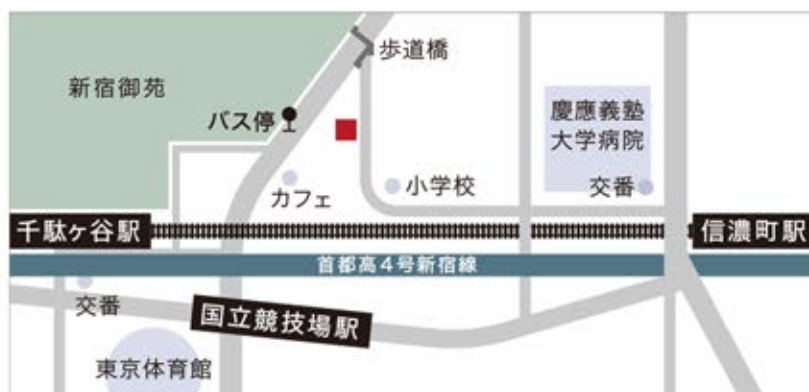 歩道橋
新宿御苑
バス停
慶應義塾
大学病院
小学校
交番
カフェ
千駄ヶ谷駅
信濃町駅
首都高4号新宿線
交番
国立競技場駅
東京体育館